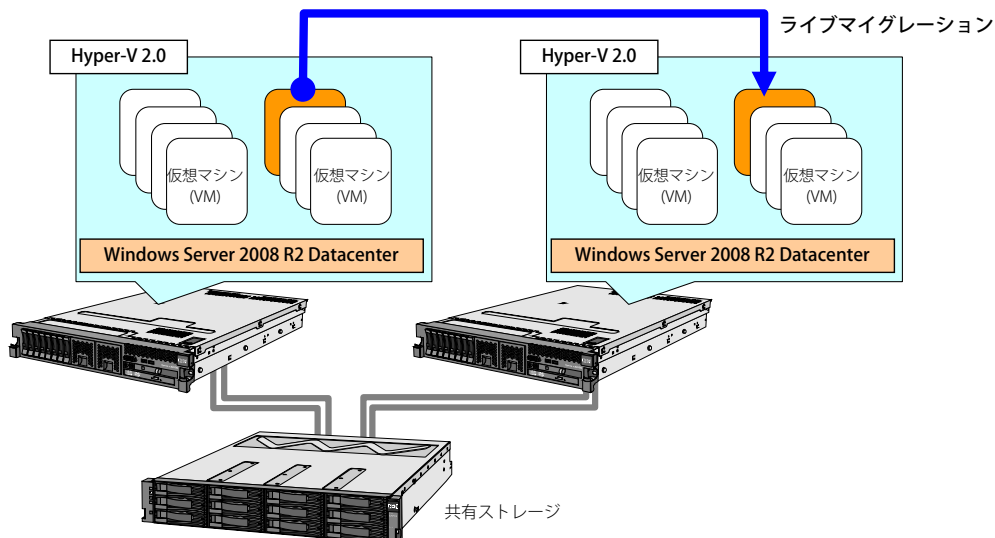 ライブマイグレーション
Hyper-V 2.0
Hyper-V 2.0
仮想マシン
(VM)
仮想マシン
(VM)
仮想マシン
(VM)
仮想マシン
(VM)
Windows Server 2008 R2 Datacenter
Windows Server 2008 R2 Datacenter
共有ストレージ